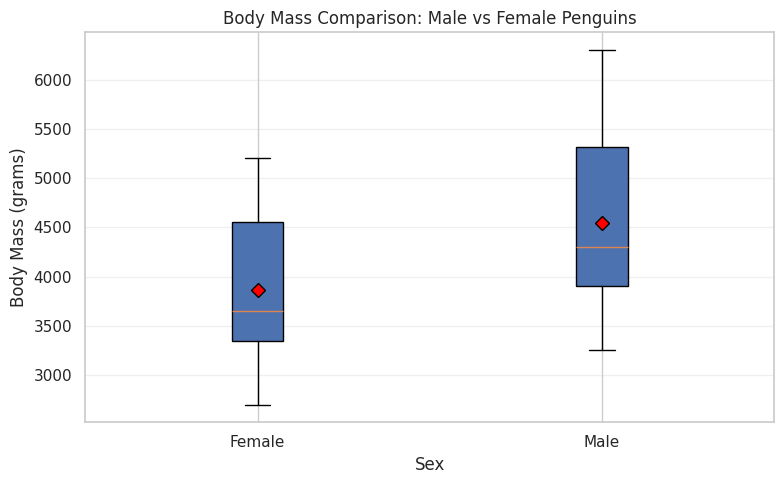 Body Mass Comparison: Male vs Female Penguins
Body Mass (grams)
6000
5500
5000
4500
4000
3500
3000
Female
Male
Sex